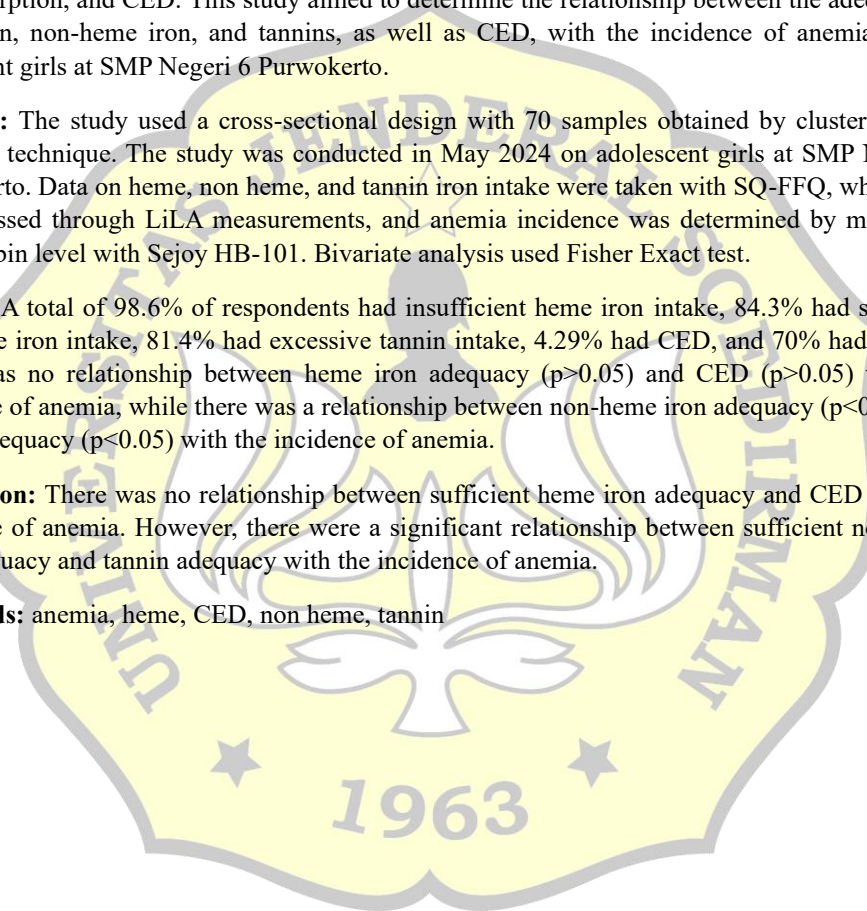 rption, and CED. This study aimed to determine the relationship between the ade
n, non-heme iron, and tannins, as well as CED, with the incidence of anemia
nt girls at SMP Negeri 6 Purwokerto.
: The study used a cross-sectional design with 70 samples obtained by cluster
technique. The study was conducted in May 2024 on adolescent girls at SMP
rto. Data on heme, non heme, and tannin iron intake were taken with SQ-FFQ, wh
ssed through LiLA measurements, and anemia incidence was determined by m
bin level with Sejoy HB-101. Bivariate analysis used Fisher Exact test.
A total of 98.6% of respondents had insufficient heme iron intake, 84.3% had s
e iron intake, 81.4% had excessive tannin intake, 4.29% had CED, and 70% had
as no relationship between heme iron adequacy (p>0.05) and CED (p>0.05)
e of anemia, while there was a relationship between non-heme iron adequacy (p<0
equacy (p<0.05) with the incidence of anemia.
on: There was no relationship between sufficient heme iron adequacy and CED
e of anemia. However, there were a significant relationship between sufficient n
uacy and tannin adequacy with the incidence of anemia.
ds: anemia, heme, CED, non heme, tannin
UNIVERSITAS JENDERAL SOEDIRMAN
1963